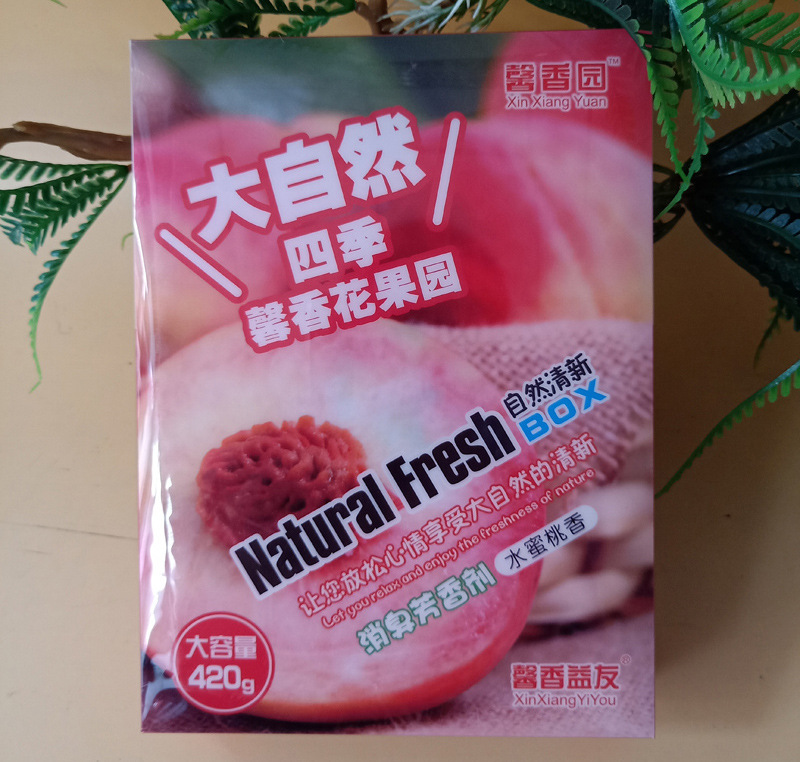 馨香园™
Xin Xiang Yuan
大自然
四季
馨香花果园
自然清新
Natural Fresh BOX
让您放松心情享受大自然的清新
Let you relax and enjoy the freshness of nature
消臭芳香剂 水蜜桃香
大容量
420g
馨香益友®
XinXiangYiYou